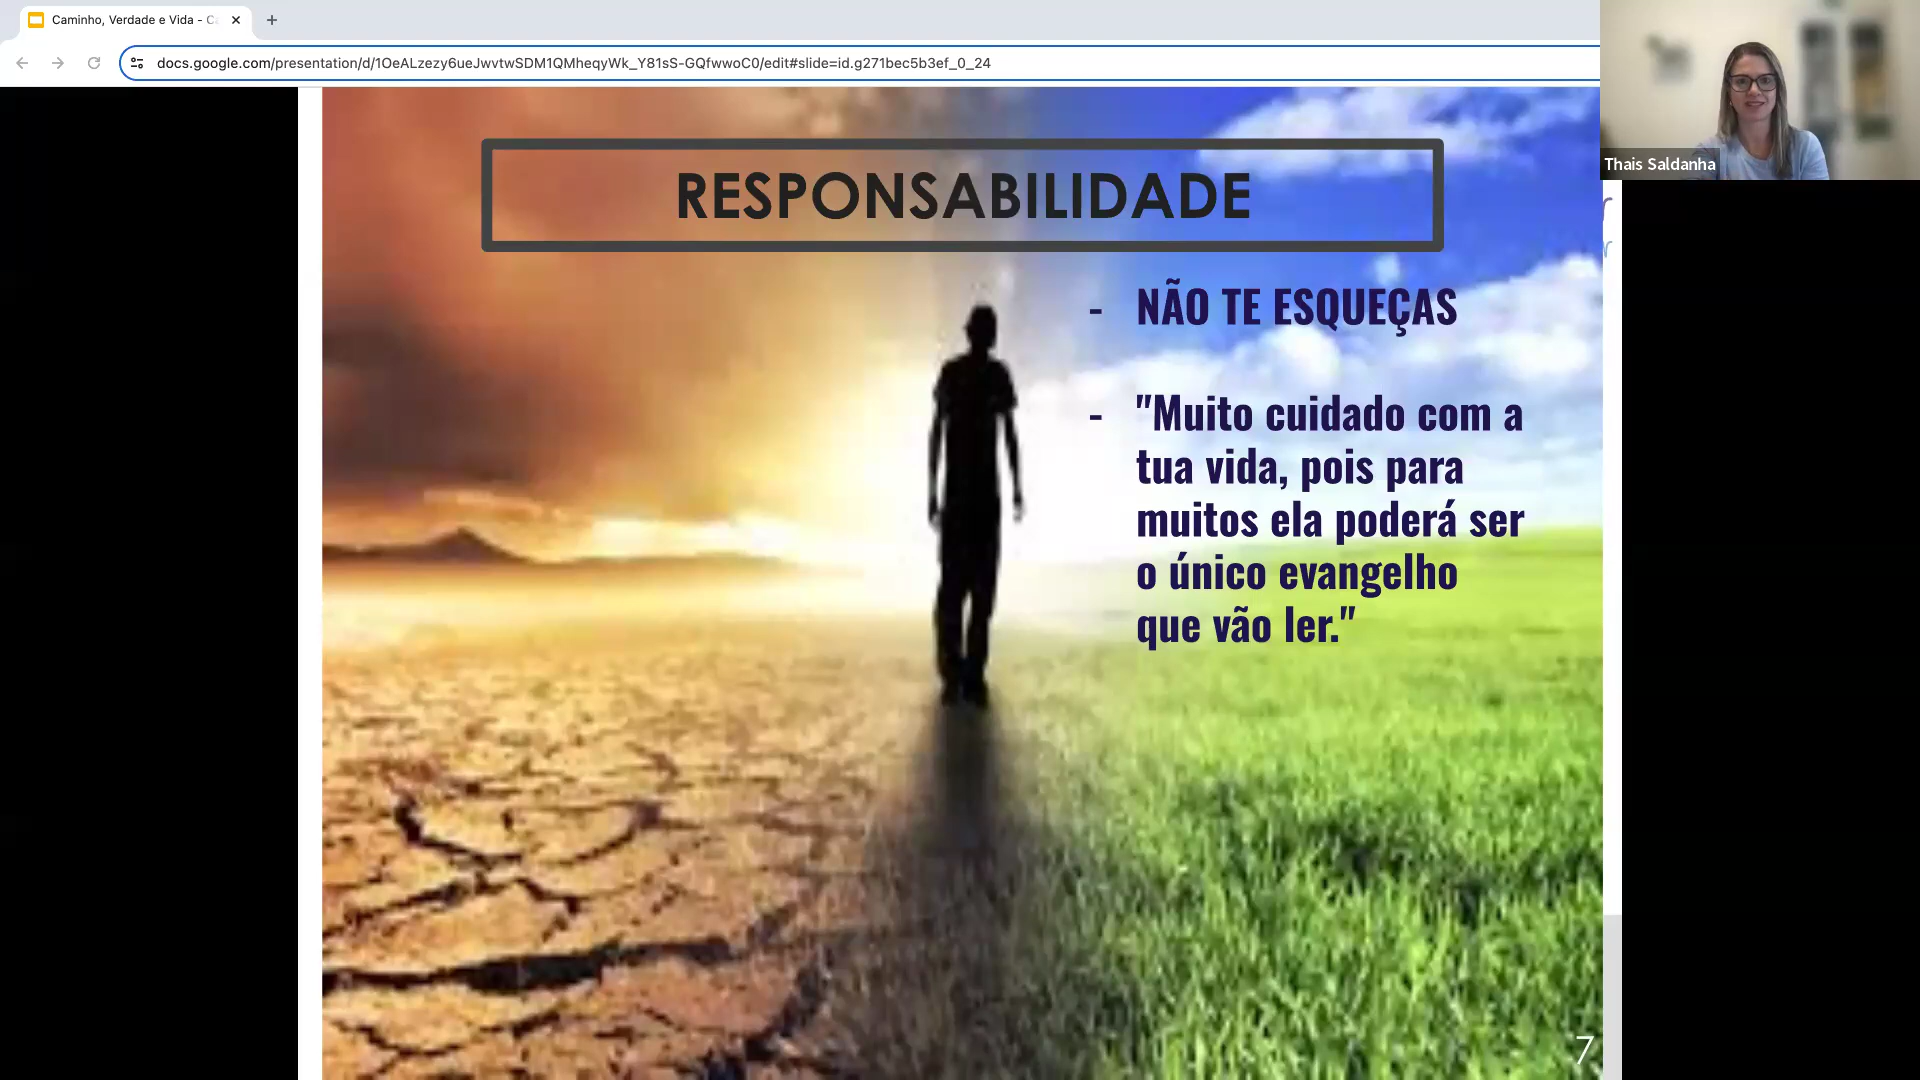 Caminho, Verdade e Vida - C
docs.google.com/presentation/d/1OeALzezy6ueJwvtwSDM1QMheqyWk_Y81sS-GQfwwoC0/edit#slide=id.g271bec5b3ef_0_24
Thais Saldanha
RESPONSABILIDADE
- NÃO TE ESQUEÇAS
- "Muito cuidado com a
tua vida, pois para
muitos ela poderá ser
o único evangelho
que vão ler."
7